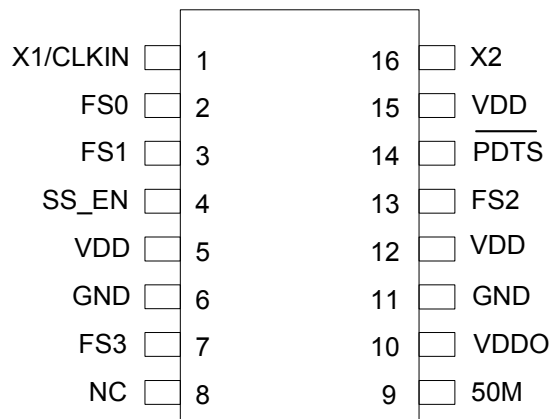 X1/CLKIN 1 16 X2
FS0 2 15 VDD
FS1 3 14 PDTS
SS_EN 4 13 FS2
VDD 5 12 VDD
GND 6 11 GND
FS3 7 10 VDDO
NC 8 9 50M